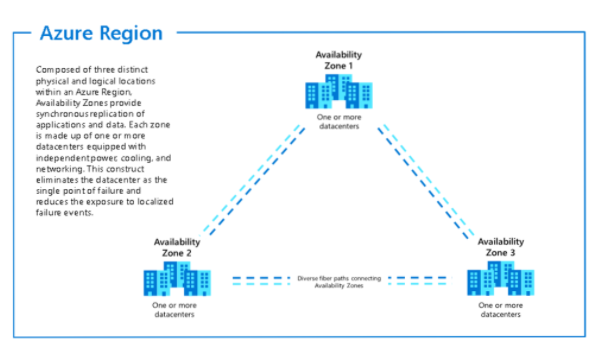 Azure Region
Composed of three distinct
physical and logical locations
within an Azure Region,
Availability Zones provide
synchronous replication of
applications and data. Each zone
is made up of one or more
datacenters equipped with
independent power, cooling, and
networking. This construct
eliminates the datacenter as the
single point of failure and
reduces the exposure to localized
failure events.
Availability
Zone 1
One or more
datacenters
Availability
Zone 2
One or more
datacenters
Diverse fiber paths connecting
Availability Zones
Availability
Zone 3
One or more
datacenters